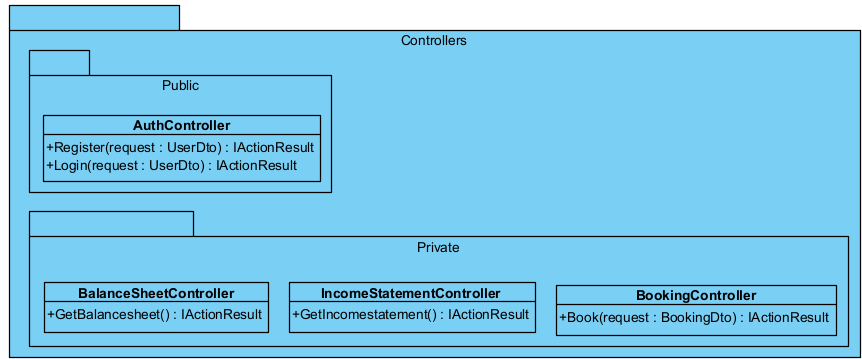 Controllers
Public
AuthController
+Register(request : UserDto) : IActionResult
+Login(request : UserDto) : IActionResult
Private
BalanceSheetController
+GetBalancesheet() : IActionResult
IncomeStatementController
+GetIncomestatement() : IActionResult
BookingController
+Book(request : BookingDto) : IActionResult